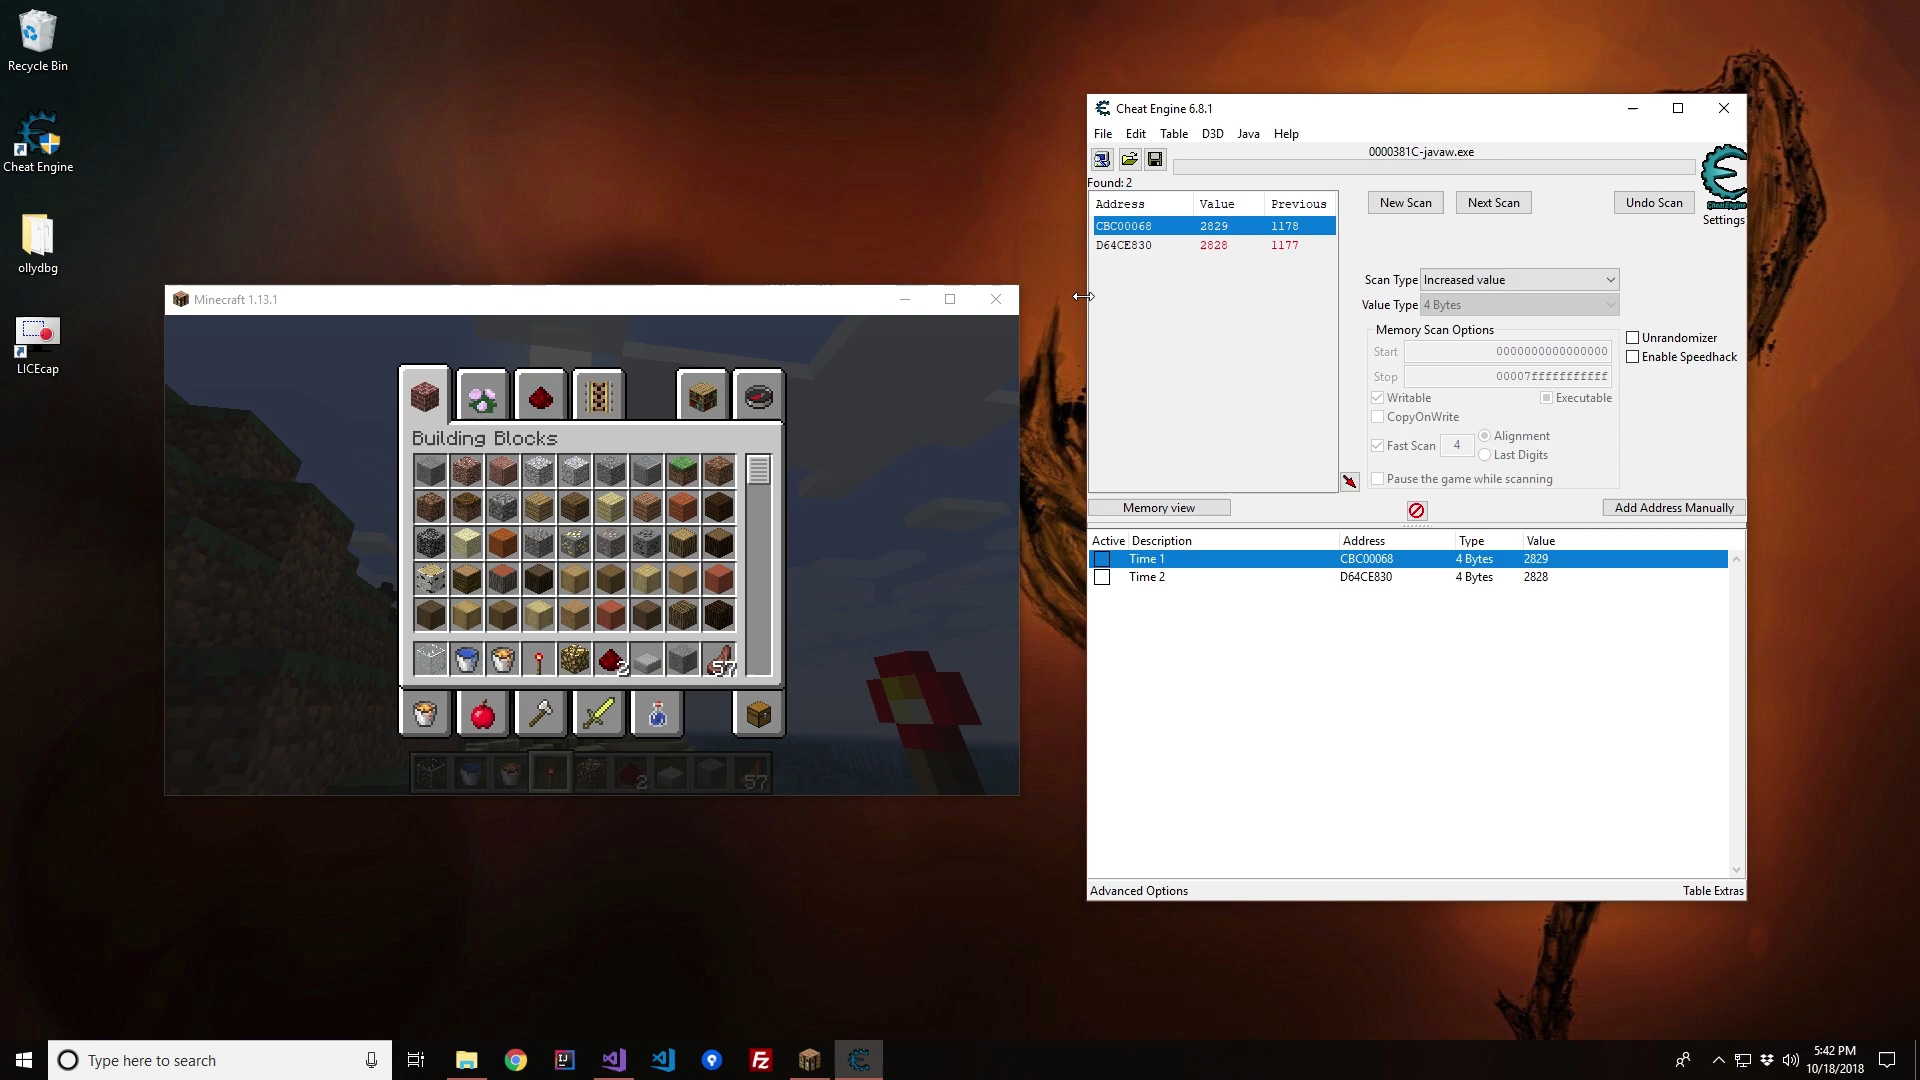 Recycle Bin
Cheat Engine
ollydbg
LICEcap
Minecraft 1.13.1
Building Blocks
2
57
2
57
Cheat Engine 6.8.1
File Edit Table D3D Java Help
0000381C-javaw.exe
Found: 2
Address Value Previous
CBC00068 2829 1178
D64CE830 2828 1177
New Scan Next Scan Undo Scan
Cheat Engine
Settings
Scan Type Increased value
Value Type 4 Bytes
Memory Scan Options
Start 0000000000000000
Stop 00007fffffffffff
Writable Executable
CopyOnWrite
Fast Scan 4 Alignment
Last Digits
Pause the game while scanning
Unrandomizer
Enable Speedhack
Memory view Add Address Manually
Active Description Address Type Value
Time 1 CBC00068 4 Bytes 2829
Time 2 D64CE830 4 Bytes 2828
Advanced Options Table Extras
Type here to search
IJ
Fz
5:42 PM
10/18/2018